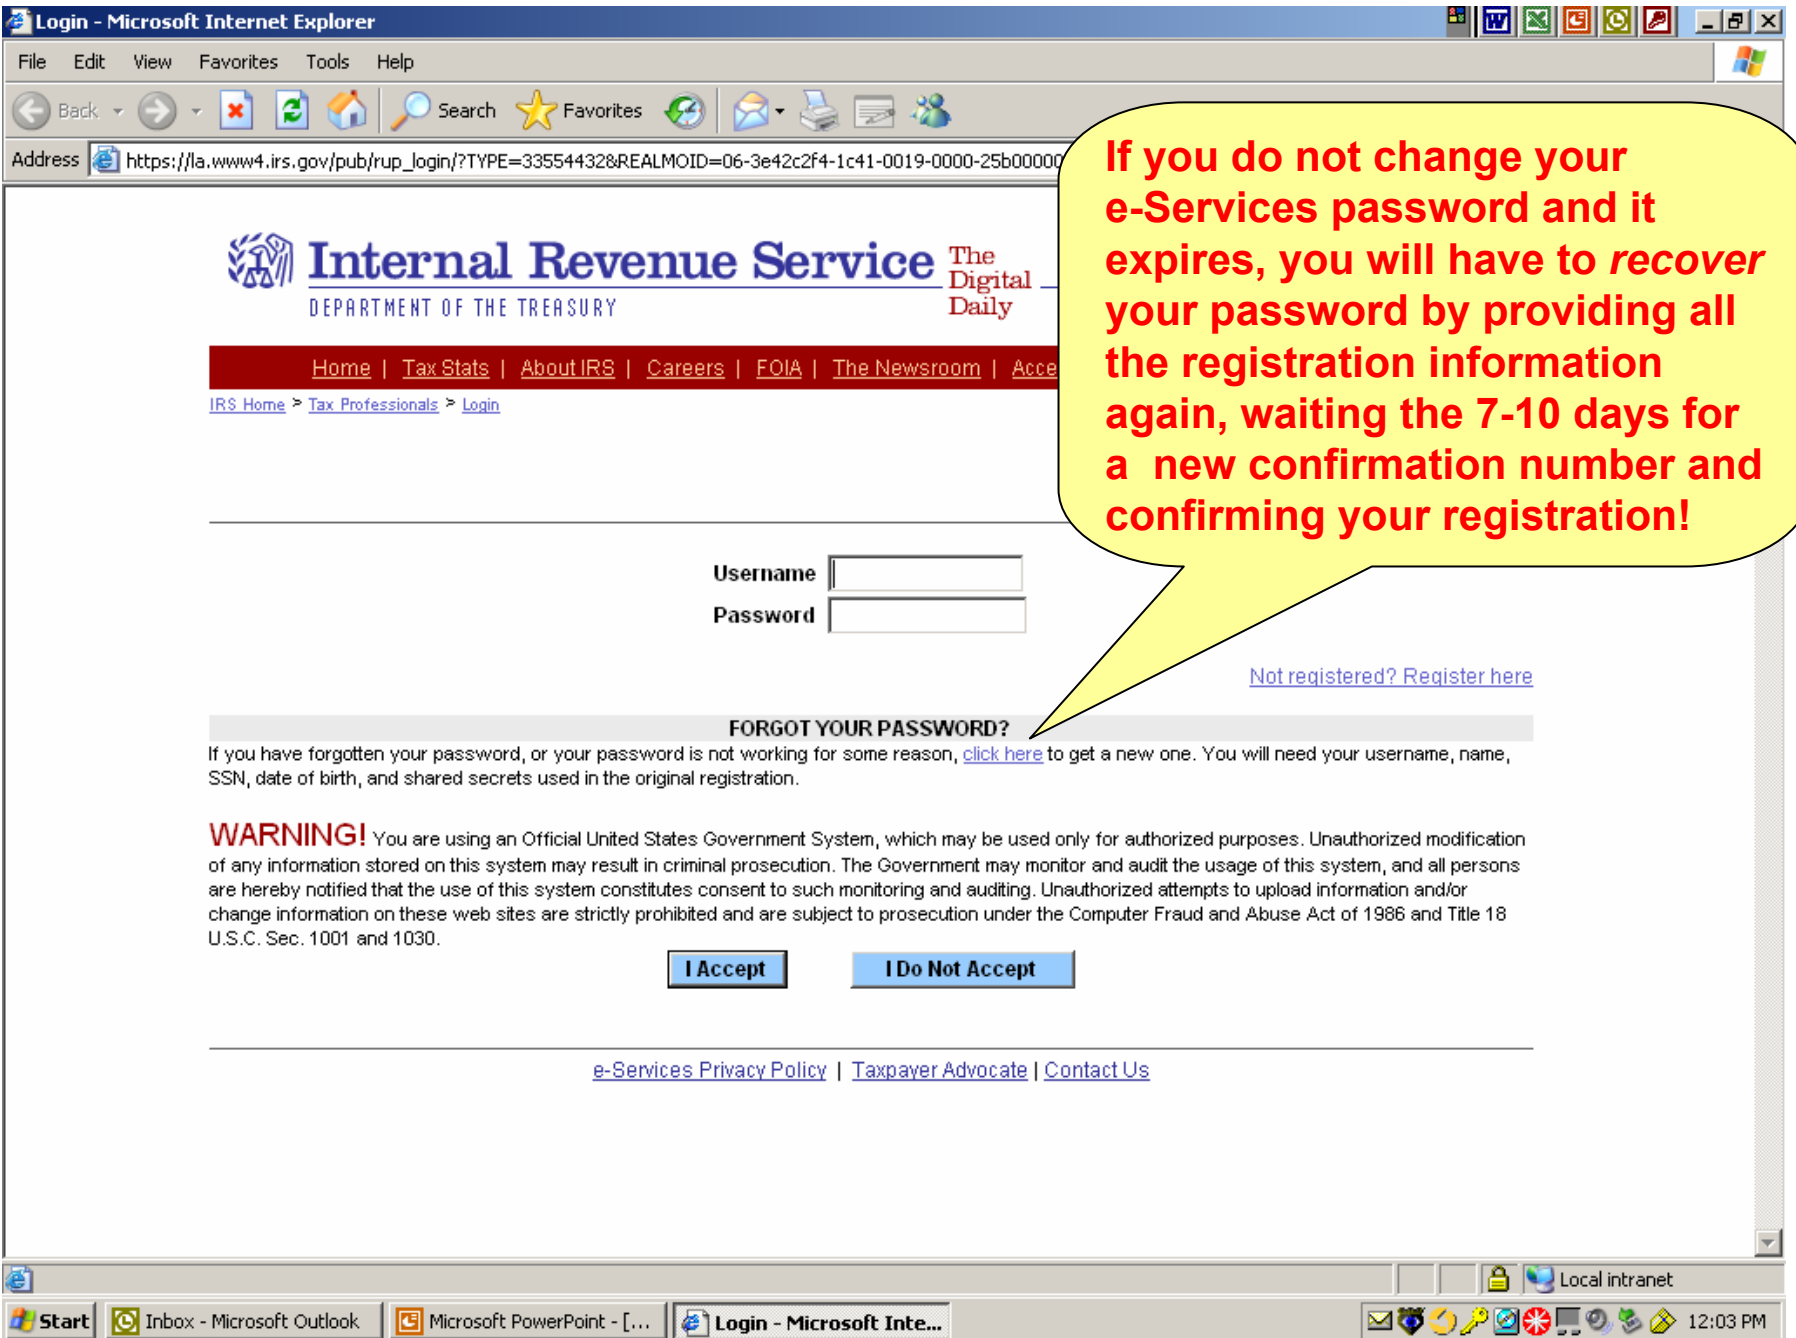 Login - Microsoft Internet Explorer
File Edit View Favorites Tools Help
Back Search Favorites
Address https://la.www4.irs.gov/pub/rup_login/?TYPE=33554432&REALMOID=06-3e42c2f4-1c41-0019-0000-25b00000
If you do not change your
e-Services password and it
expires, you will have to recover
your password by providing all
the registration information
again, waiting the 7-10 days for
a new confirmation number and
confirming your registration!
Internal Revenue Service
DEPARTMENT OF THE TREASURY
The
Digital
Daily
Home | Tax Stats | About IRS | Careers | FOIA | The Newsroom | Acce
IRS Home > Tax Professionals > Login
Username
Password
Not registered? Register here
FORGOT YOUR PASSWORD?
If you have forgotten your password, or your password is not working for some reason, click here to get a new one. You will need your username, name,
SSN, date of birth, and shared secrets used in the original registration.
WARNING! You are using an Official United States Government System, which may be used only for authorized purposes. Unauthorized modification
of any information stored on this system may result in criminal prosecution. The Government may monitor and audit the usage of this system, and all persons
are hereby notified that the use of this system constitutes consent to such monitoring and auditing. Unauthorized attempts to upload information and/or
change information on these web sites are strictly prohibited and are subject to prosecution under the Computer Fraud and Abuse Act of 1986 and Title 18
U.S.C. Sec. 1001 and 1030.
I Accept I Do Not Accept
e-Services Privacy Policy | Taxpayer Advocate | Contact Us
Local intranet
Start Inbox - Microsoft Outlook Microsoft PowerPoint - [... Login - Microsoft Inte... 12:03 PM